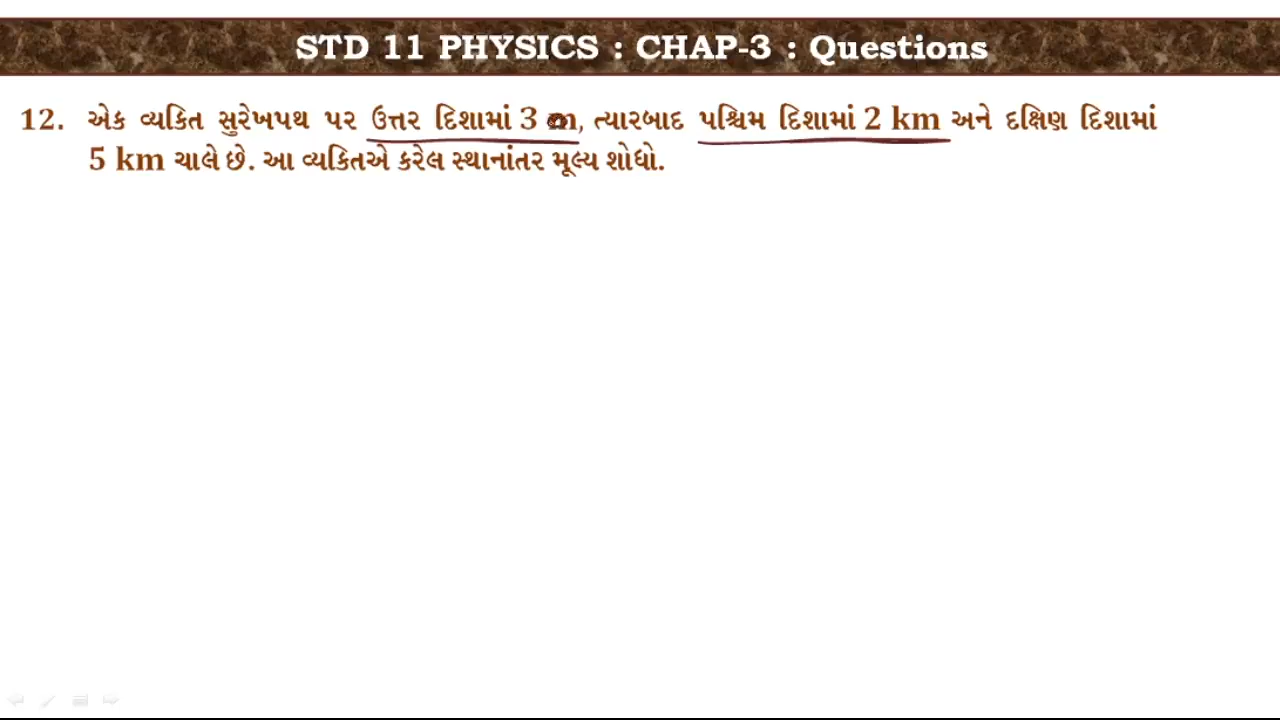 STD 11 PHYSICS : CHAP-3 : Questions
12. એક વ્યકિત સુરેખપથ પર ઉત્તર દિશામાં 3 m, ત્યારબાદ પશ્ચિમ દિશામાં 2 km અને દક્ષિણ દિશામાં
5 km ચાલે છે. આ વ્યકિતએ કરેલ સ્થાનાંતર મૂલ્ય શોધો.